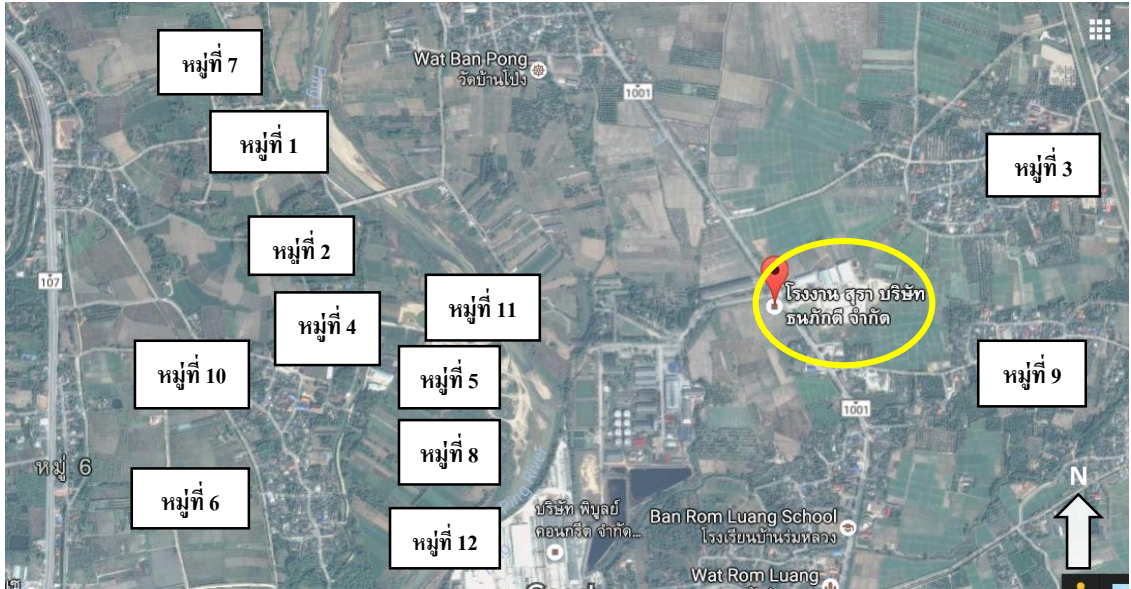 หมู่ที่ 7
Wat Ban Pong
วัดบ้านโป่ง
1001
หมู่ที่ 1
หมู่ที่ 3
หมู่ที่ 2
107
หมู่ที่ 11
โรงงาน สุรา บริษัท
ธนภักดี จำกัด
หมู่ที่ 4
หมู่ที่ 10
หมู่ที่ 5
หมู่ที่ 9
1001
หมู่ที่ 8
หมู่ 6
หมู่ที่ 6
N
Ping River
บริษัท พิบูลย์
คอนกรีต จำกัด...
Ban Rom Luang School
โรงเรียนบ้านร่มหลวง
หมู่ที่ 12
Wat Rom Luang